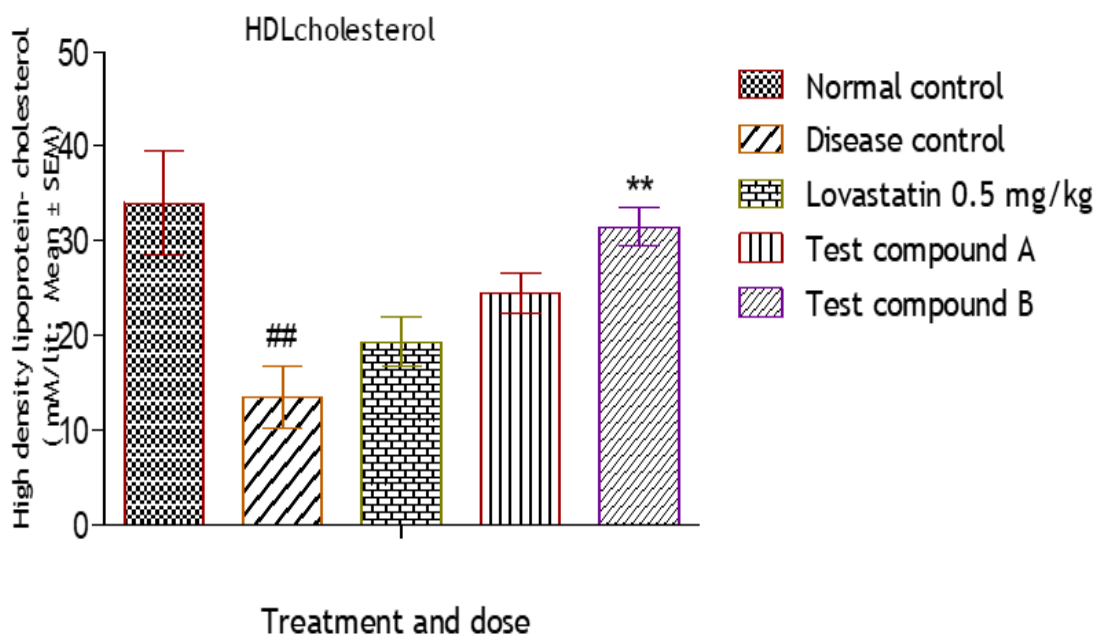 HDLcholesterol
High density lipoprotein- cholesterol
(mM/lit; Mean ± SEM)
50
40
30
20
10
0
##
**
Treatment and dose
Normal control
Disease control
Lovastatin 0.5 mg/kg
Test compound A
Test compound B